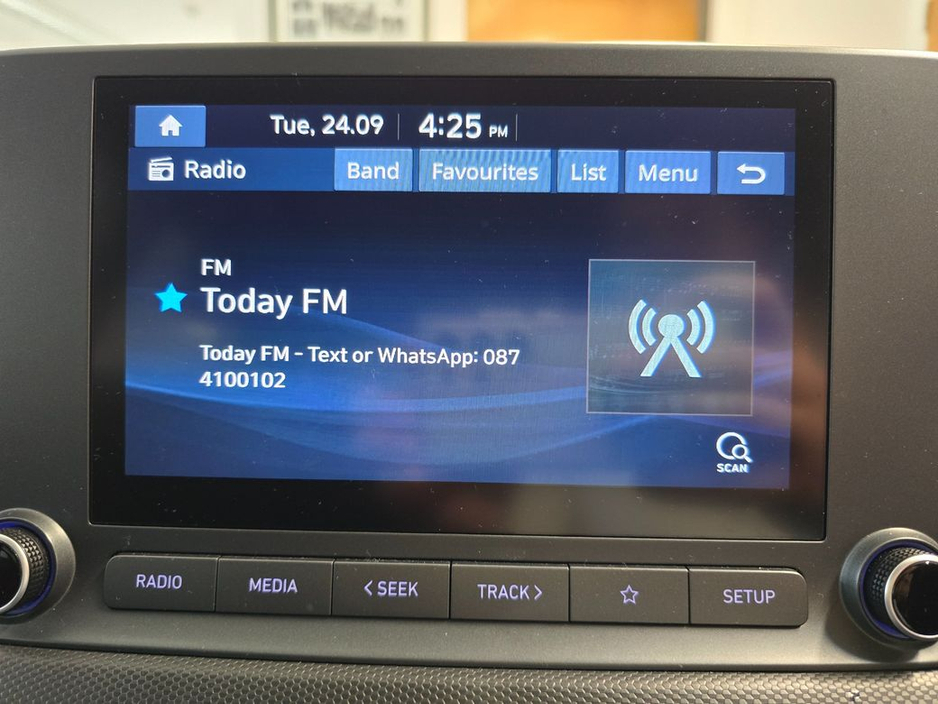 Tue, 24.09 4:25 PM
Radio Band Favourites List Menu
FM
Today FM
Today FM - Text or WhatsApp: 087
4100102
SCAN
RADIO MEDIA < SEEK TRACK > SETUP